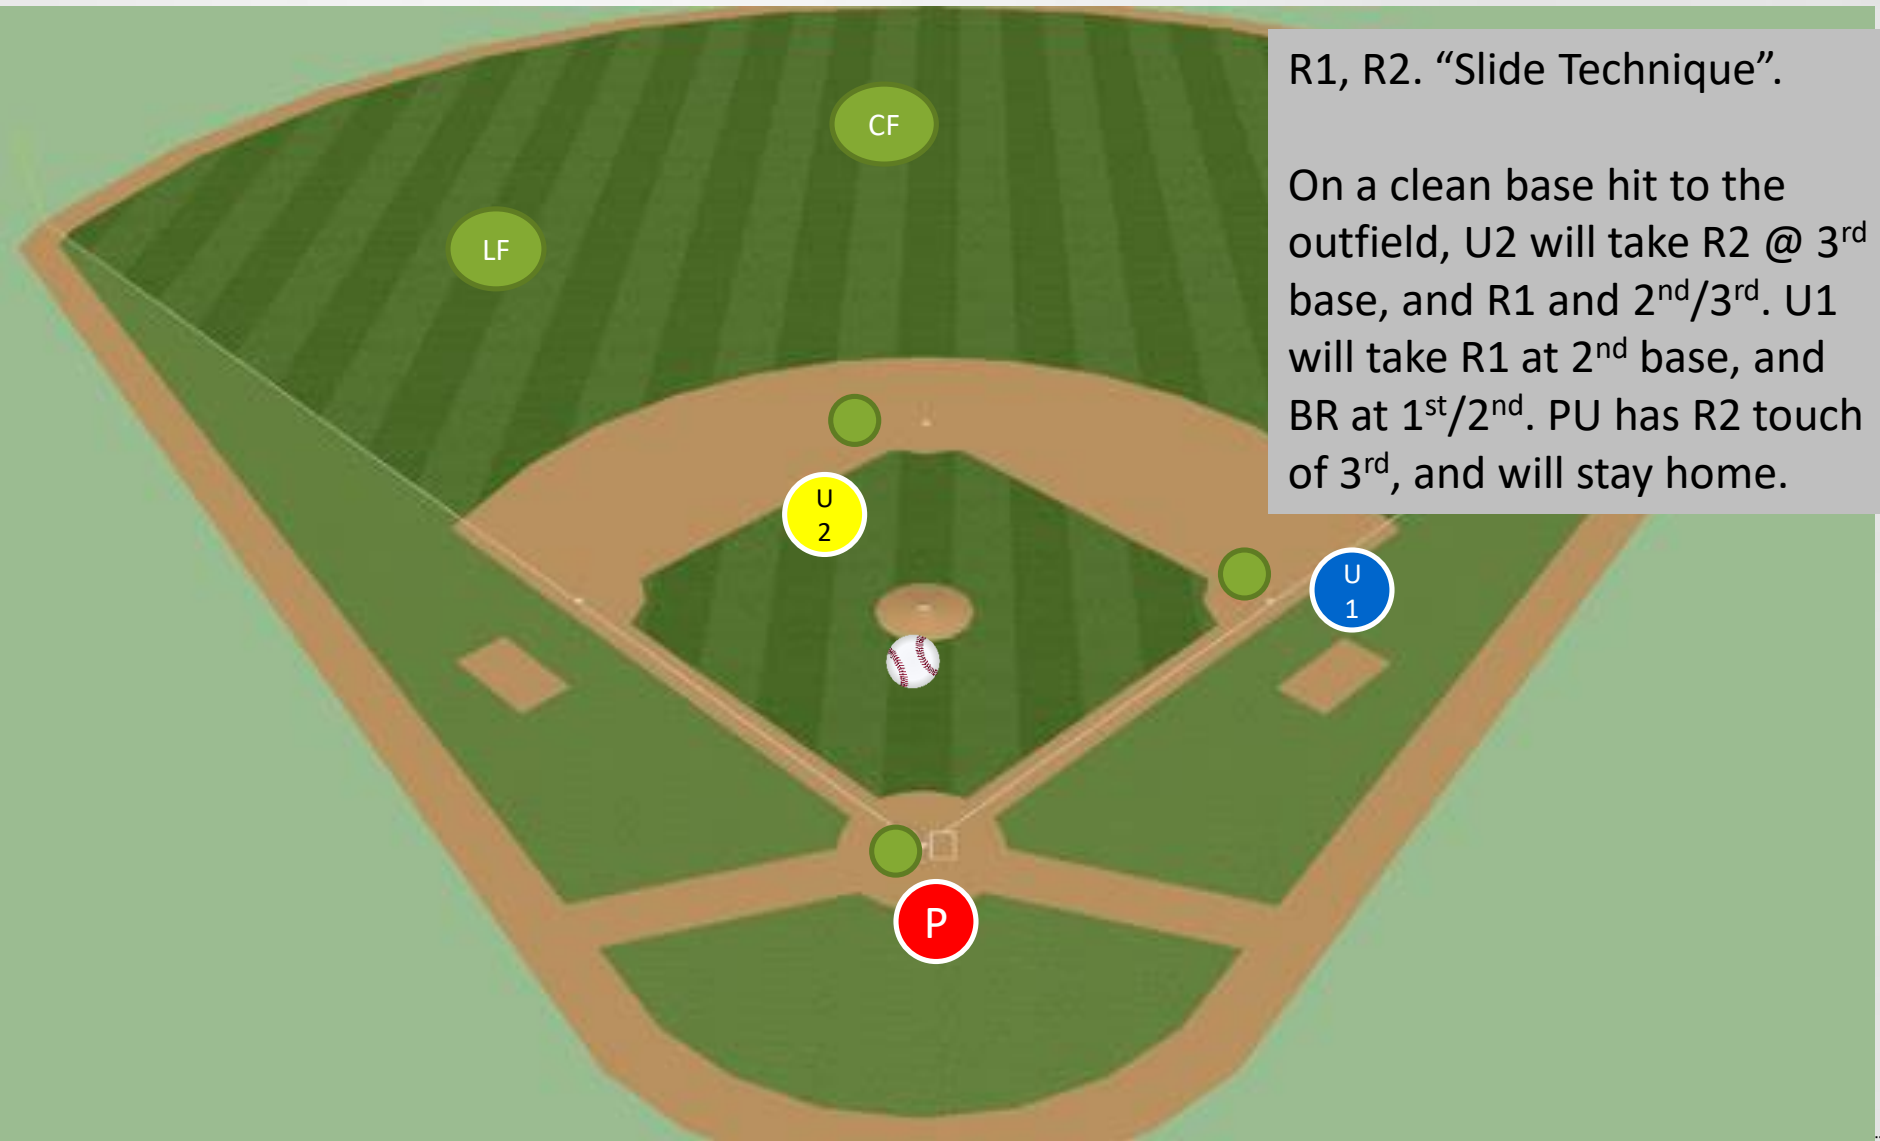 R1, R2. “Slide Technique”.
On a clean base hit to the
outfield, U2 will take R2 @ 3rd
base, and R1 and 2nd/3rd. U1
will take R1 at 2nd base, and
BR at 1st/2nd. PU has R2 touch
of 3rd, and will stay home.
CF
LF
U
2
U
1
P